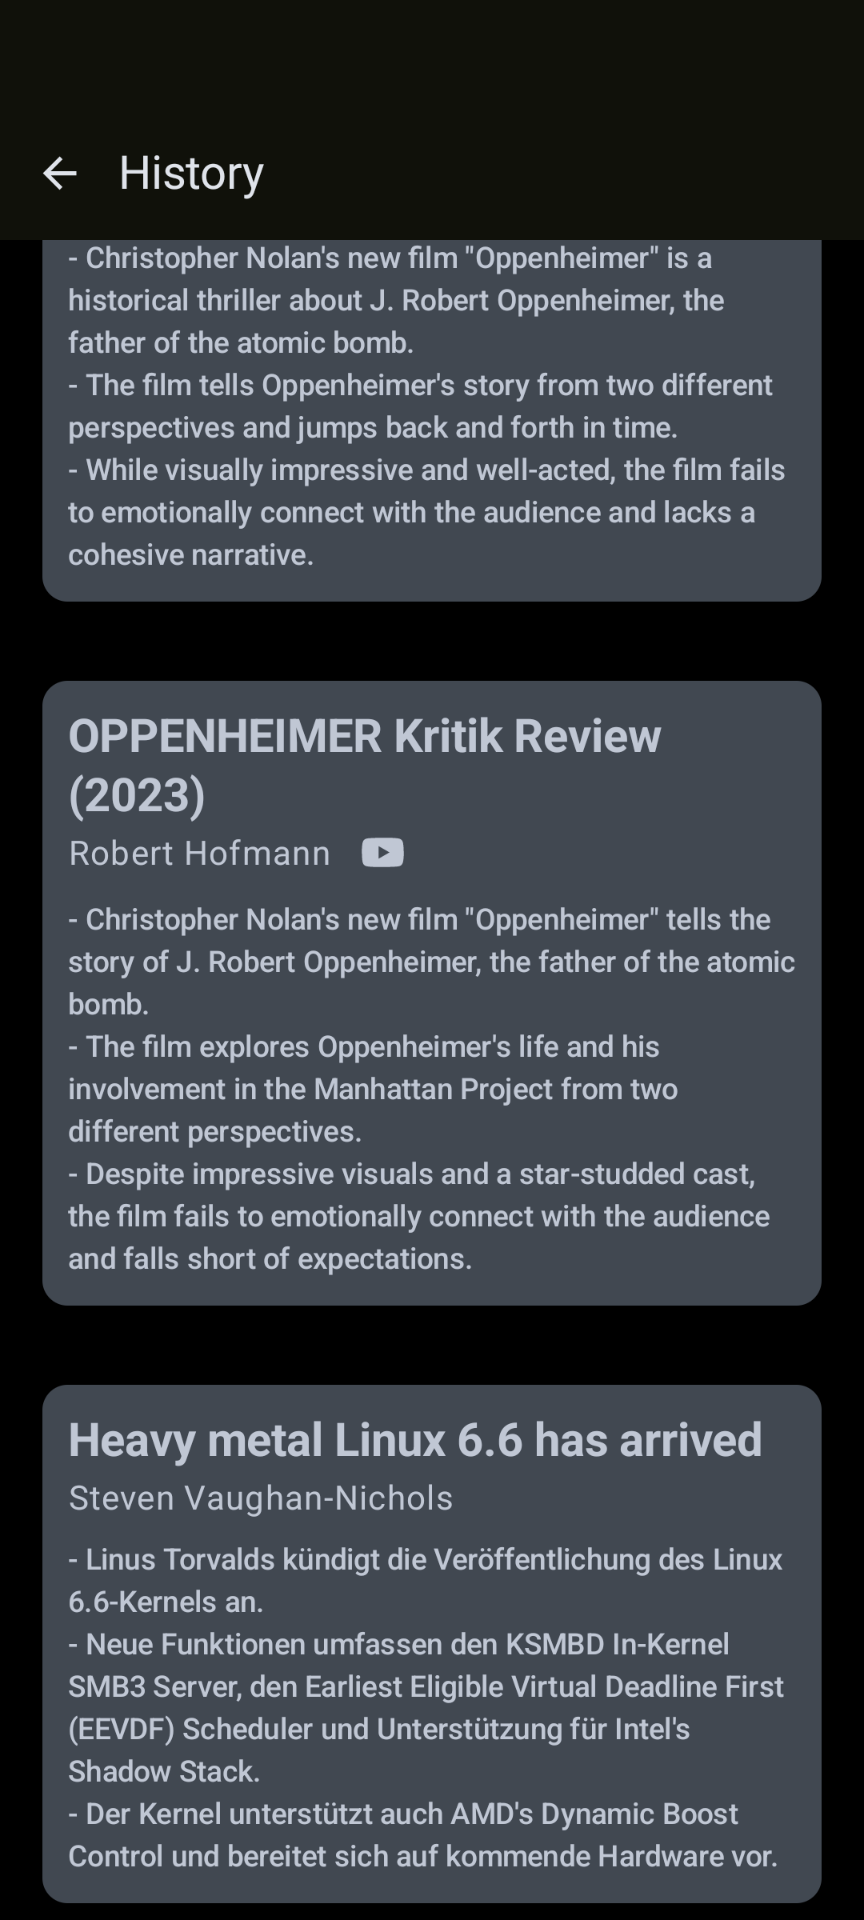 History
- Christopher Nolan's new film "Oppenheimer" is a
historical thriller about J. Robert Oppenheimer, the
father of the atomic bomb.
- The film tells Oppenheimer's story from two different
perspectives and jumps back and forth in time.
- While visually impressive and well-acted, the film fails
to emotionally connect with the audience and lacks a
cohesive narrative.
OPPENHEIMER Kritik Review
(2023)
Robert Hofmann
- Christopher Nolan's new film "Oppenheimer" tells the
story of J. Robert Oppenheimer, the father of the atomic
bomb.
- The film explores Oppenheimer's life and his
involvement in the Manhattan Project from two
different perspectives.
- Despite impressive visuals and a star-studded cast,
the film fails to emotionally connect with the audience
and falls short of expectations.
Heavy metal Linux 6.6 has arrived
Steven Vaughan-Nichols
- Linus Torvalds kündigt die Veröffentlichung des Linux
6.6-Kernels an.
- Neue Funktionen umfassen den KSMBD In-Kernel
SMB3 Server, den Earliest Eligible Virtual Deadline First
(EEVDF) Scheduler und Unterstützung für Intel's
Shadow Stack.
- Der Kernel unterstützt auch AMD's Dynamic Boost
Control und bereitet sich auf kommende Hardware vor.